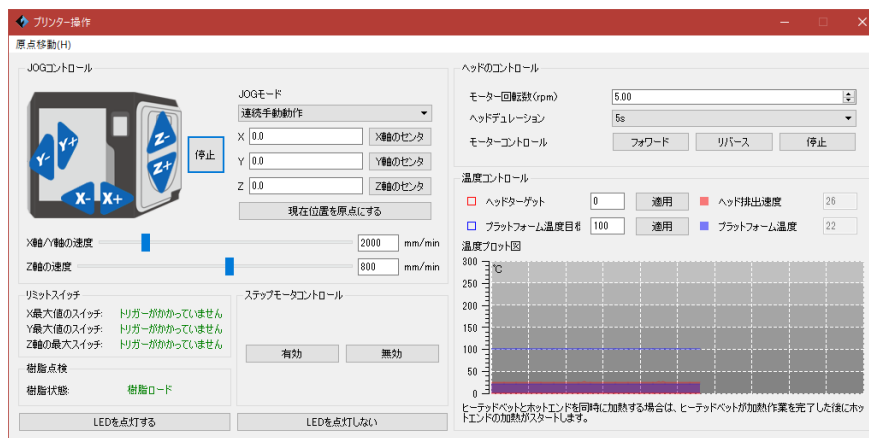 プリンター操作
原点移動(H)
JOGコントロール
Y-
Y+
Z-
Z+
X-
X+
停止
JOGモード
連続手動動作
X 0.0 X軸のセンタ
Y 0.0 Y軸のセンタ
Z 0.0 Z軸のセンタ
現在位置を原点にする
X軸/Y軸の速度 2000 mm/min
Z軸の速度 800 mm/min
リミットスイッチ
X最大値のスイッチ: トリガーがかかっていません
Y最大値のスイッチ: トリガーがかかっていません
Z軸の最大スイッチ: トリガーがかかっていません
ステップモータコントロール
有効 無効
樹脂点検
樹脂状態: 樹脂ロード
LEDを点灯する LEDを点灯しない
ヘッドのコントロール
モーター回転数(rpm) 5.00
ヘッドデュレーション 5s
モーターコントロール フォワード リバース 停止
温度コントロール
ヘッドターゲット 0 適用 ヘッド排出速度 26
プラットフォーム温度目標 100 適用 プラットフォーム温度 22
温度プロット図
℃
300
250
200
150
100
50
0
ヒーテッドベットとホットエンドを同時に加熱する場合は、ヒーテッドベットが加熱作業を完了した後にホッ
トエンドの加熱がスタートします。